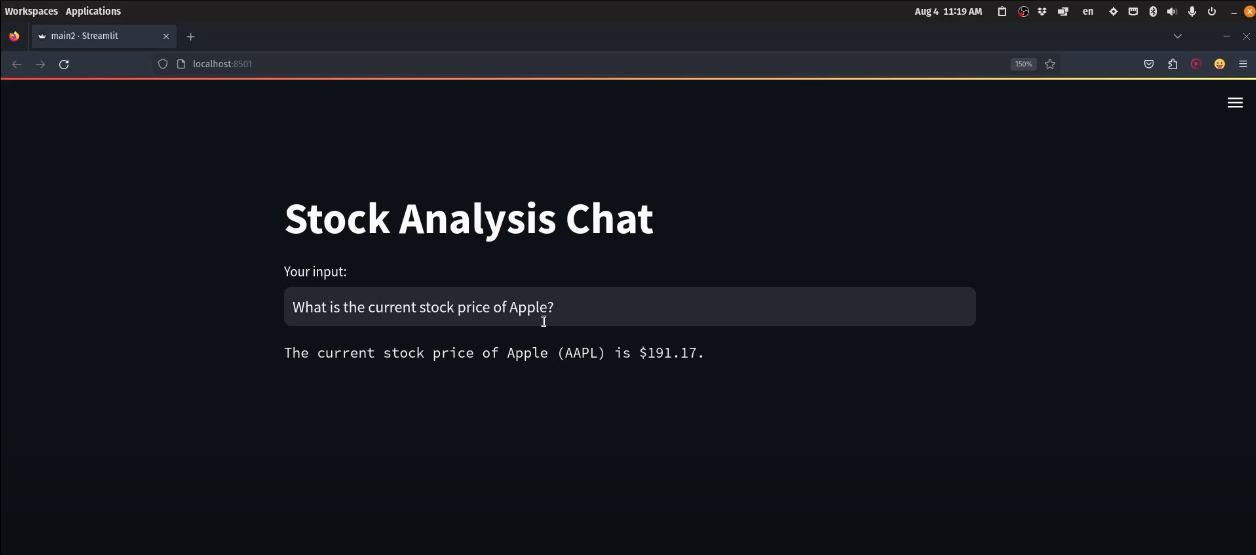 Workspaces Applications Aug 4 11:19 AM en
main2 · Streamlit
localhost:8501 150%
Stock Analysis Chat
Your input:
What is the current stock price of Apple?
The current stock price of Apple (AAPL) is $191.17.